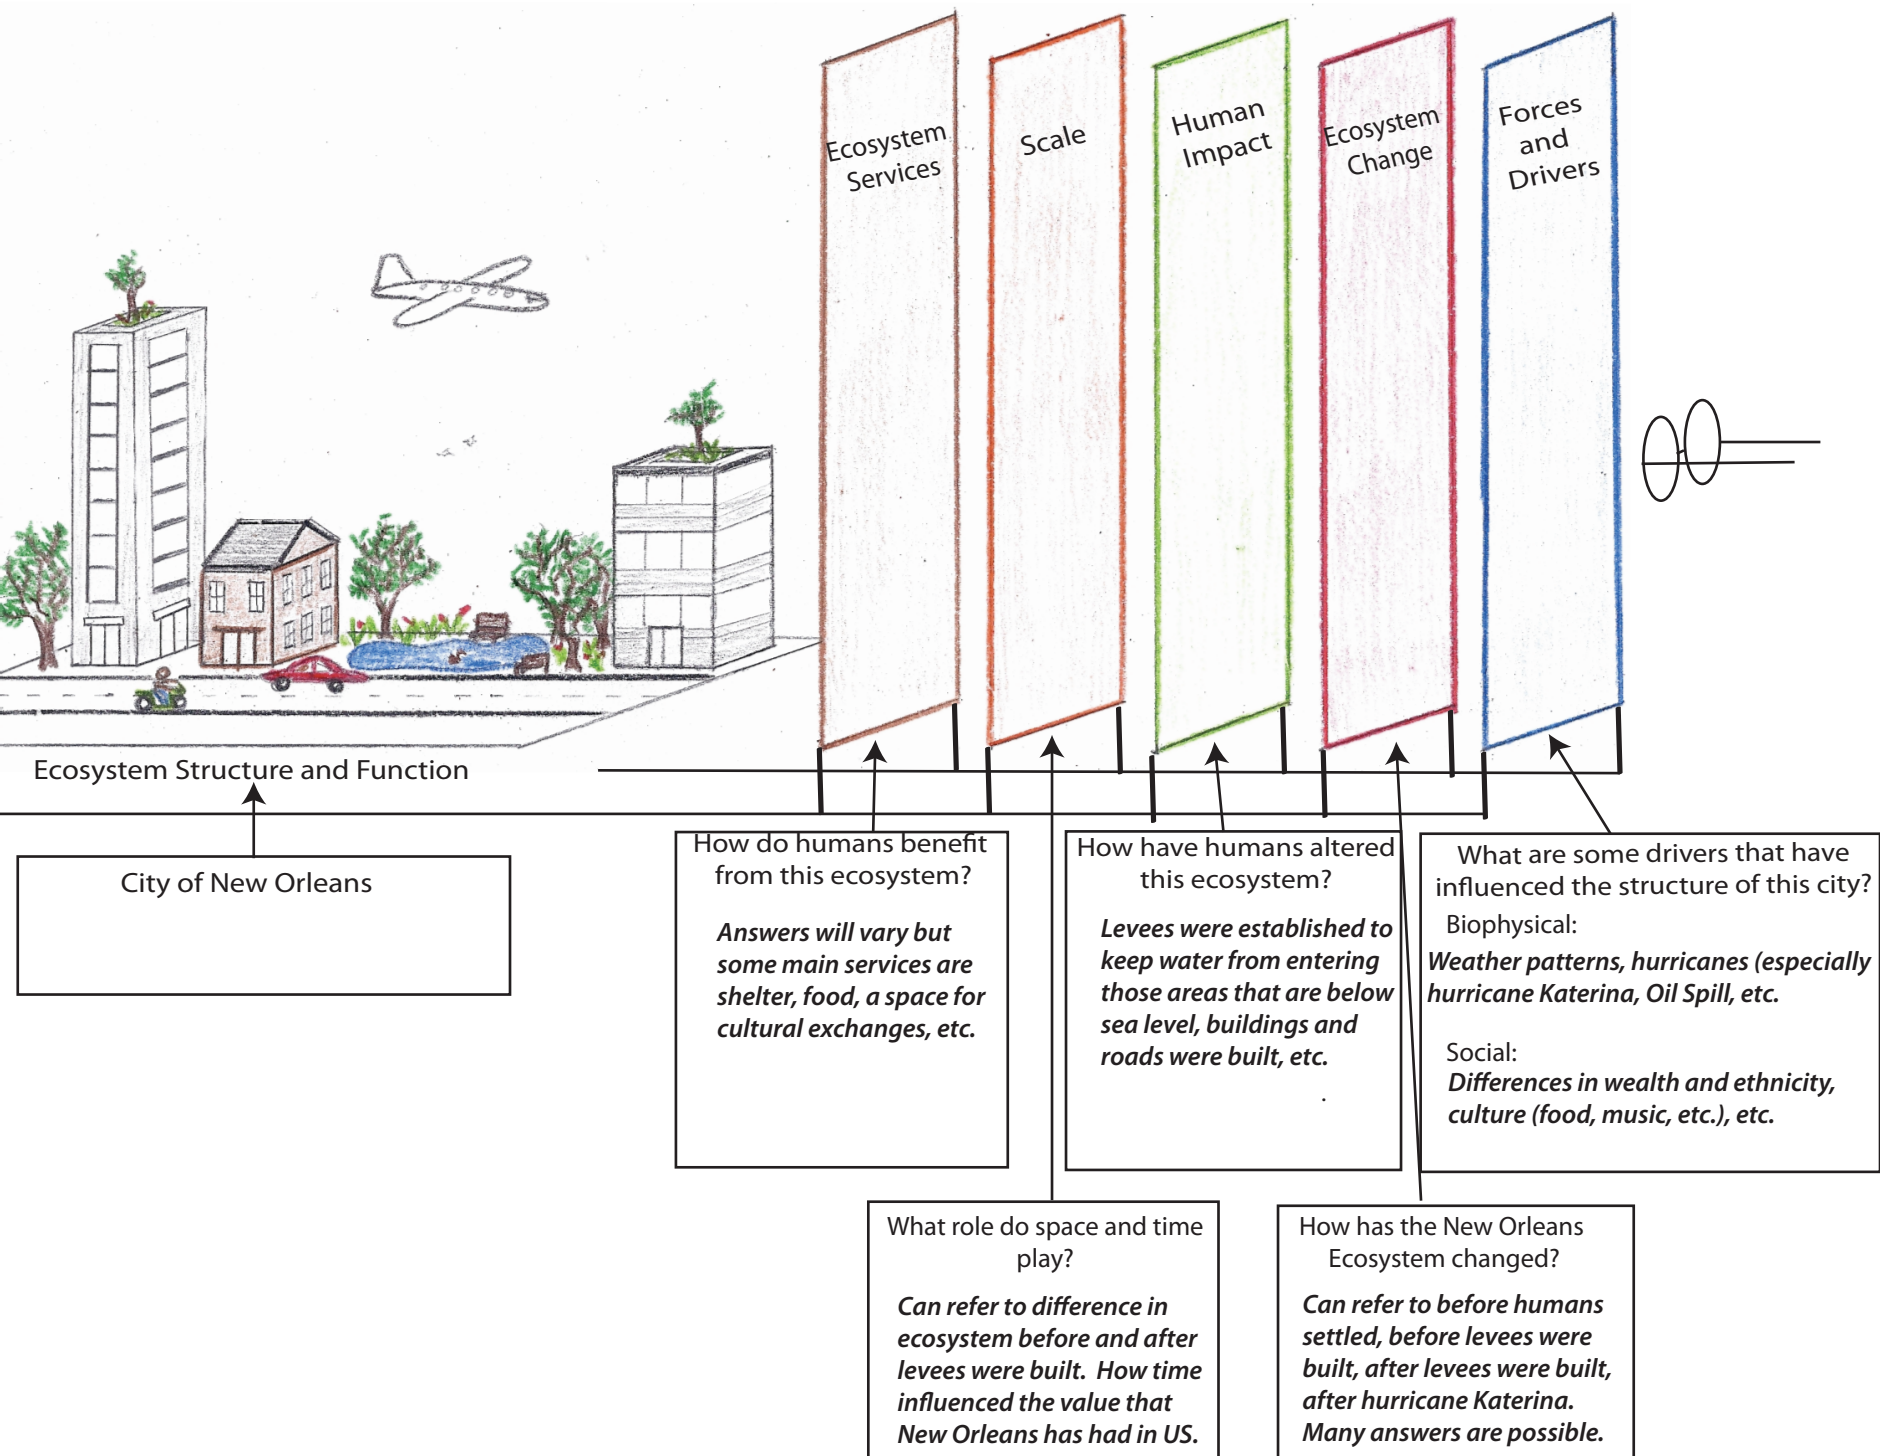 Ecosystem
Services
Scale
Human
Impact
Ecosystem
Change
Forces
and
Drivers
Ecosystem Structure and Function
City of New Orleans
How do humans benefit
from this ecosystem?
Answers will vary but
some main services are
shelter, food, a space for
cultural exchanges, etc.
How have humans altered
this ecosystem?
Levees were established to
keep water from entering
those areas that are below
sea level, buildings and
roads were built, etc.
.
What are some drivers that have
influenced the structure of this city?
Biophysical:
Weather patterns, hurricanes (especially
hurricane Katerina, Oil Spill, etc.
Social:
Differences in wealth and ethnicity,
culture (food, music, etc.), etc.
What role do space and time
play?
Can refer to difference in
ecosystem before and after
levees were built.  How time
influenced the value that
New Orleans has had in US.
How has the New Orleans
Ecosystem changed?
Can refer to before humans
settled, before levees were
built, after levees were built,
after hurricane Katerina.
Many answers are possible.